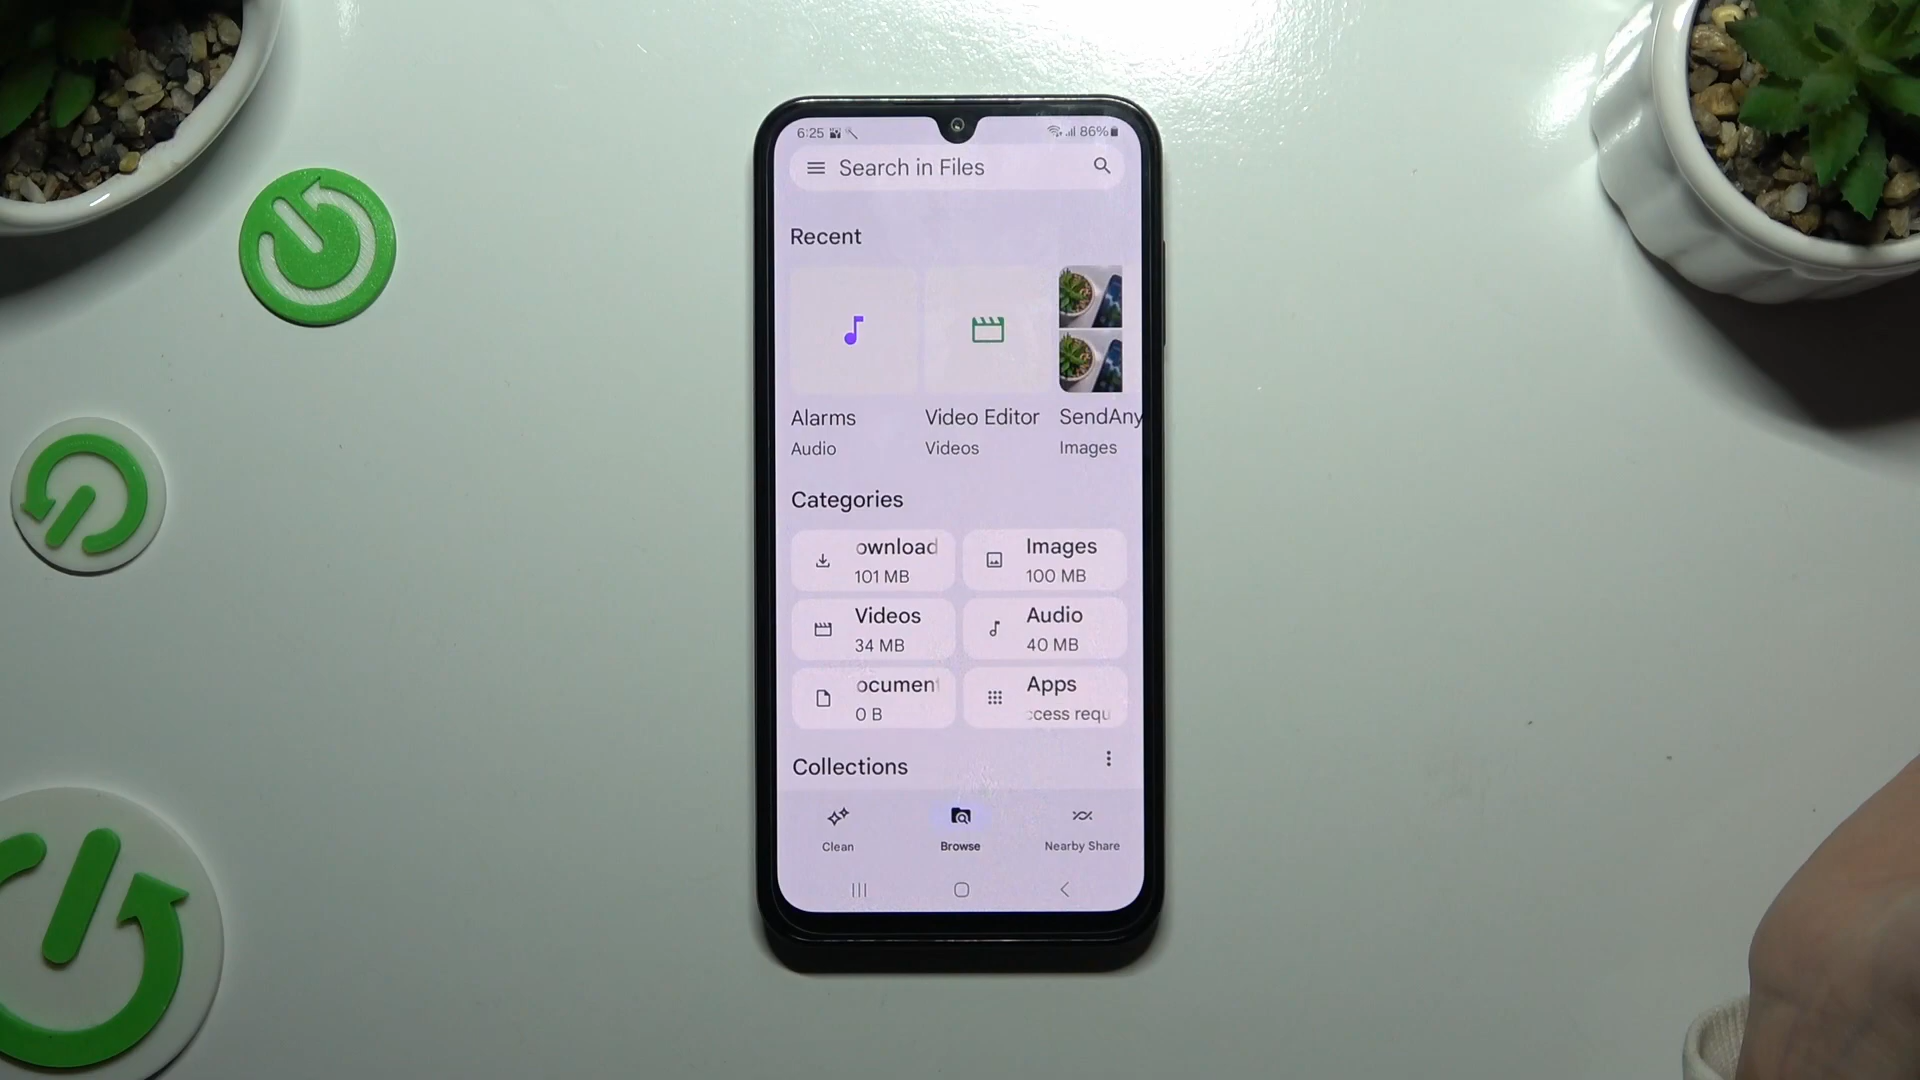 6:25
86%
Search in Files
Recent
Alarms
Audio
Video Editor
Videos
SendAny
Images
Categories
ownload
101 MB
Images
100 MB
Videos
34 MB
Audio
40 MB
ocument
0 B
Apps
ccess requ
Collections
Clean
Browse
Nearby Share